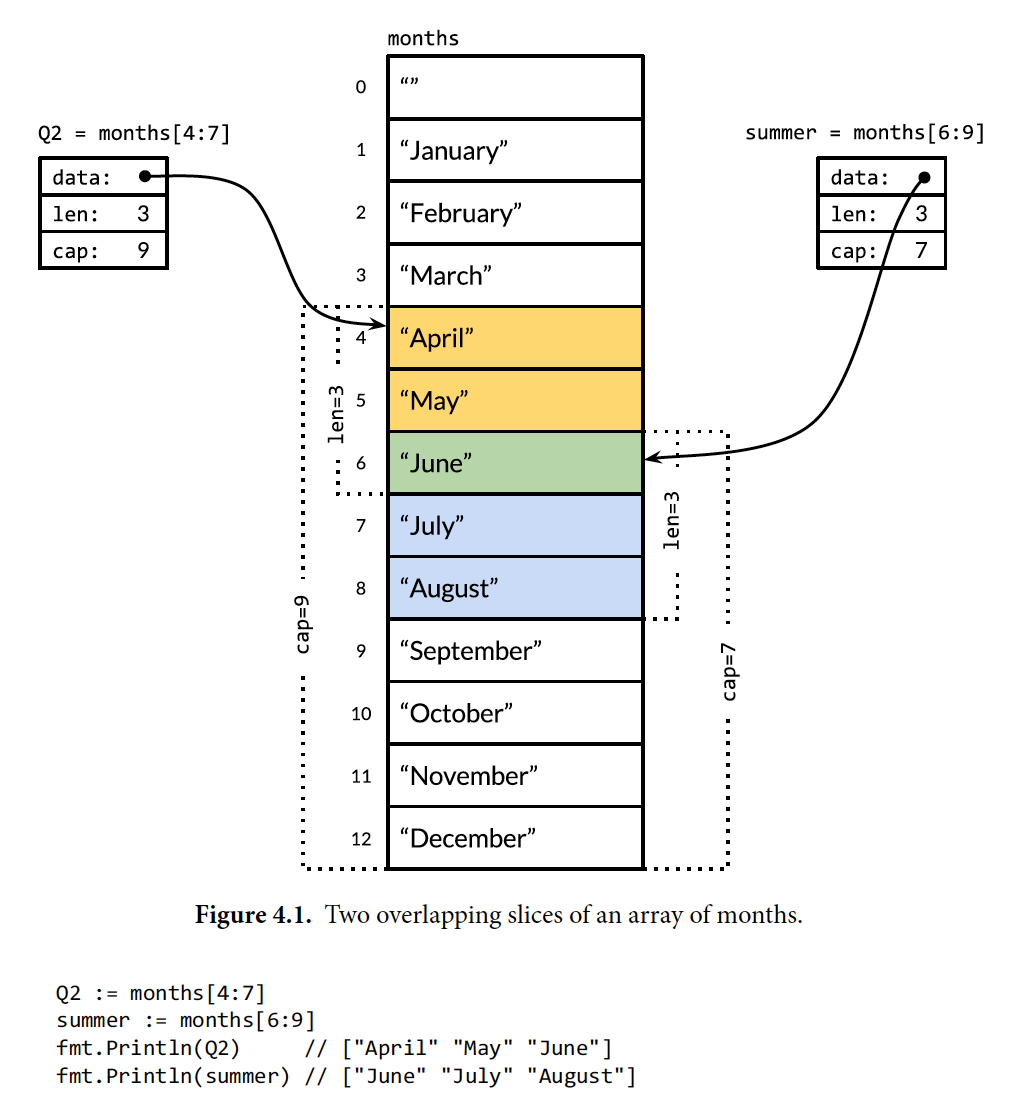 months
0 “”
Q2 = months[4:7]
data:
len: 3
cap: 9
summer = months[6:9]
data:
len: 3
cap: 7
1 “January”
2 “February”
3 “March”
4 “April”
5 “May”
6 “June”
7 “July”
8 “August”
9 “September”
10 “October”
11 “November”
12 “December”
len=3
cap=9
len=3
cap=7
Figure 4.1. Two overlapping slices of an array of months.
Q2 := months[4:7]
summer := months[6:9]
fmt.Println(Q2) // ["April" "May" "June"]
fmt.Println(summer) // ["June" "July" "August"]